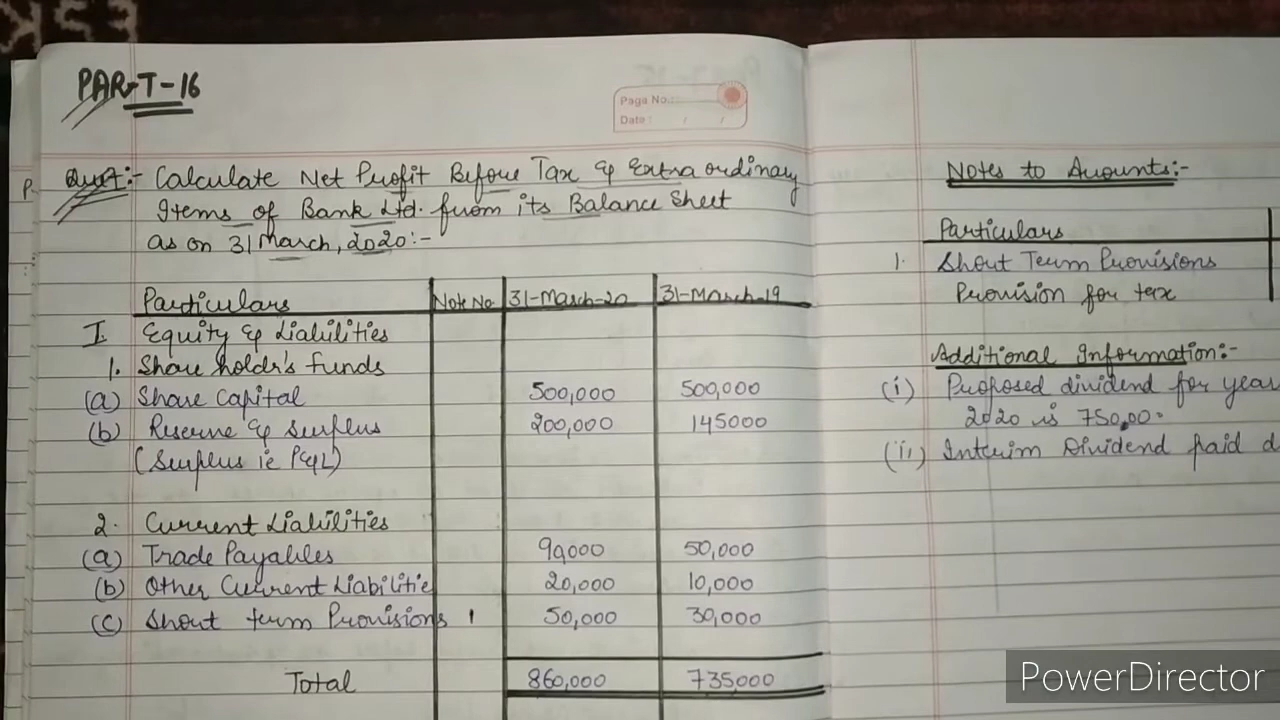 PART-16
Page No.:
Date: / /
Quest:- Calculate Net Profit Before Tax & Extra ordinary
Items of Bank Ltd. from its Balance Sheet
as on 31 March, 2020:-
Particulars Note No 31-March-20 31-March-19
I Equity & Liabilities
1. Share holdr's funds
(a) Share Capital 500,000 500,000
(b) Reserve & Surplus 200,000 145000
(Surplus ie P&L)
2. Current Liabilities
(a) Trade Payables 90,000 50,000
(b) Other Current Liabilitie 20,000 10,000
(c) Short term Provisions 1 50,000 30,000
Total 860,000 735000
P.
Notes to Accounts:-
Particulars
1. Short Term Provisions
Provision for tax
Additional Information:-
(i) Proposed dividend for year
2020 is 750,00.
(ii) Interim Dividend paid d
PowerDirector